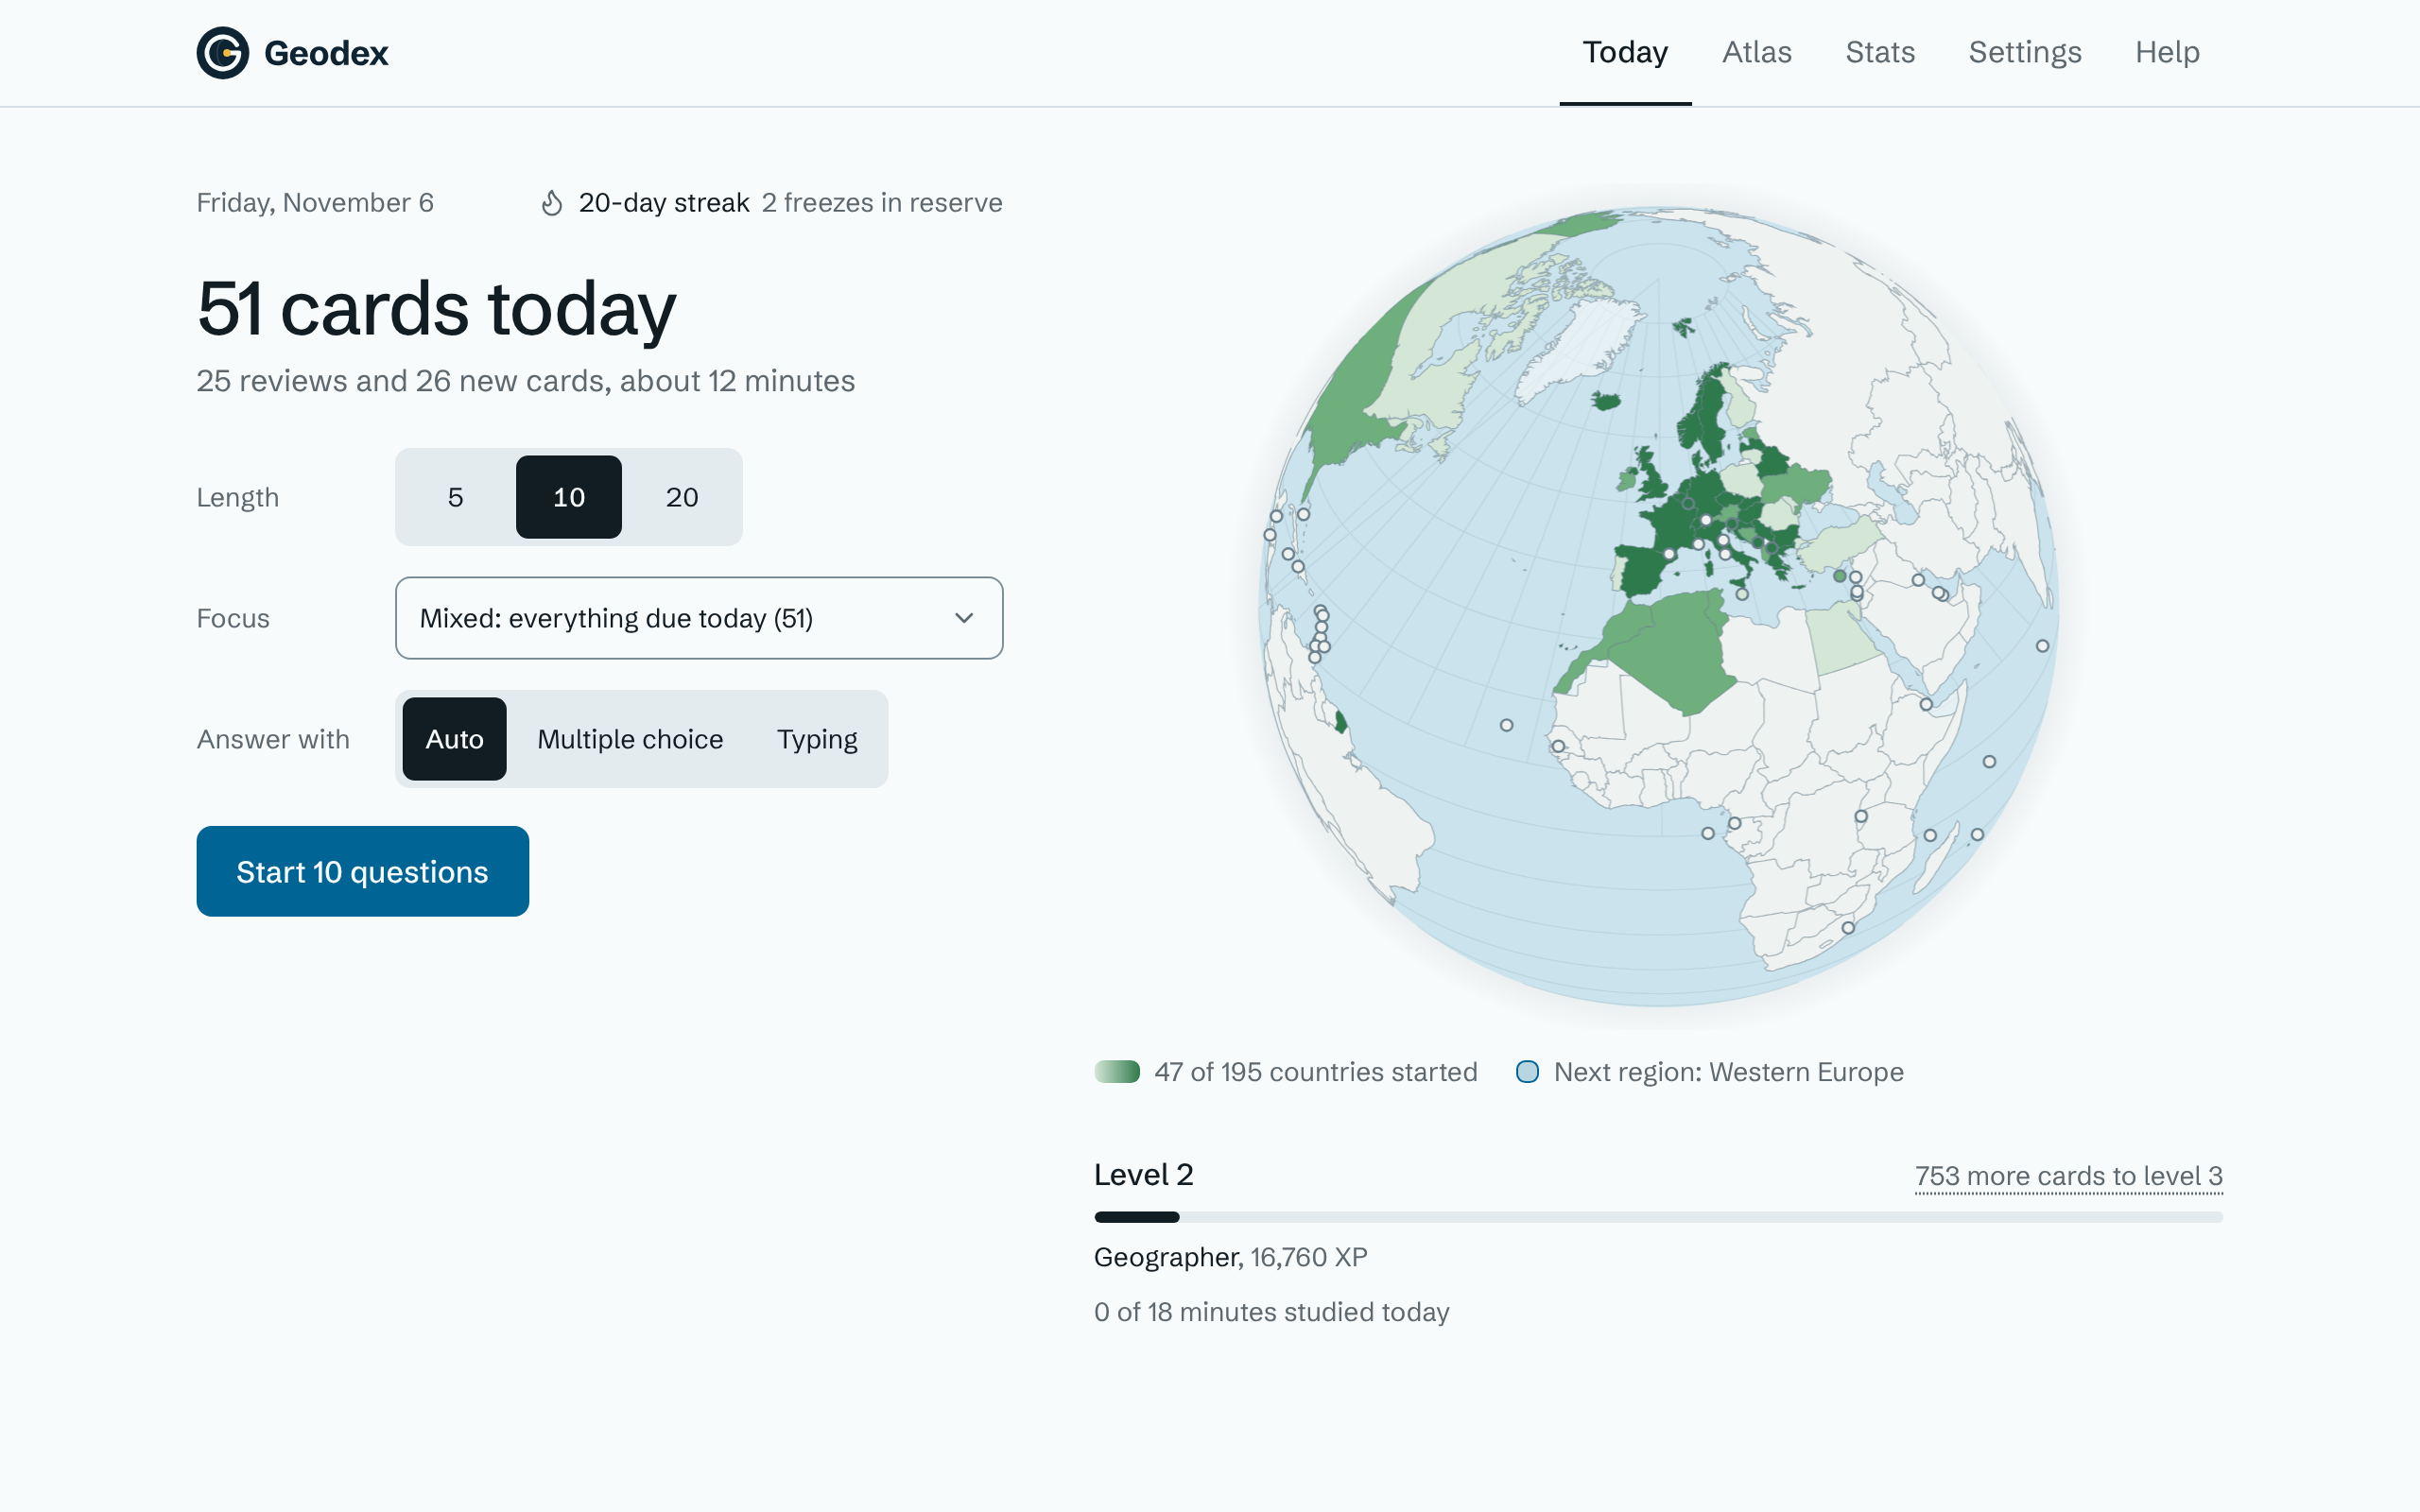 Geodex
Today
Atlas
Stats
Settings
Help
Friday, November 6
20-day streak 2 freezes in reserve
51 cards today
25 reviews and 26 new cards, about 12 minutes
Length
5
10
20
Focus
Mixed: everything due today (51)
Answer with
Auto
Multiple choice
Typing
Start 10 questions
47 of 195 countries started
Next region: Western Europe
Level 2
753 more cards to level 3
Geographer, 16,760 XP
0 of 18 minutes studied today